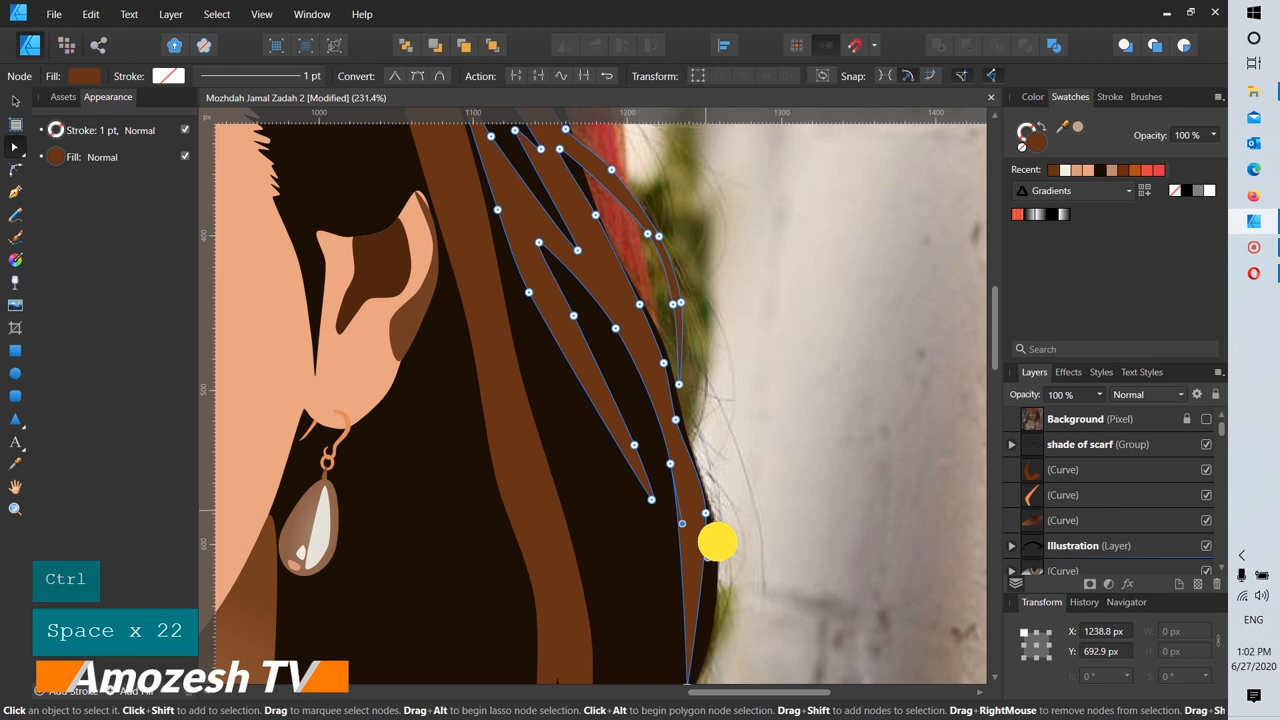 File Edit Text Layer Select View Window Help
Node Fill: Stroke: 1 pt Convert: Action: Transform: Snap:
Assets Appearance
Mozhdah Jamal Zadah 2 [Modified] (231.4%)
Color Swatches Stroke Brushes
px 1000 1100 1200 1300 1400
Stroke: 1 pt, Normal
Fill: Normal
Opacity: 100 %
Recent:
Gradients
400
500
600
Search
Layers Effects Styles Text Styles
Opacity: 100 % Normal
Background (Pixel)
shade of scarf (Group)
(Curve)
(Curve)
(Curve)
Illustration (Layer)
(Curve)
Transform History Navigator
X: 1238.8 px W: 0 px
Y: 692.9 px H: 0 px
R: 0 ° S: 0 °
Ctrl
Space x 22
Amozesh TV
ENG
1:02 PM
6/27/2020
Click an object to select it. Click+Shift to add to selection. Drag to marquee select nodes. Drag+Alt to begin lasso node selection. Click+Alt to begin polygon node selection. Drag+Shift to add nodes to selection. Drag+RightMouse to remove nodes from selection. Drag+Sh